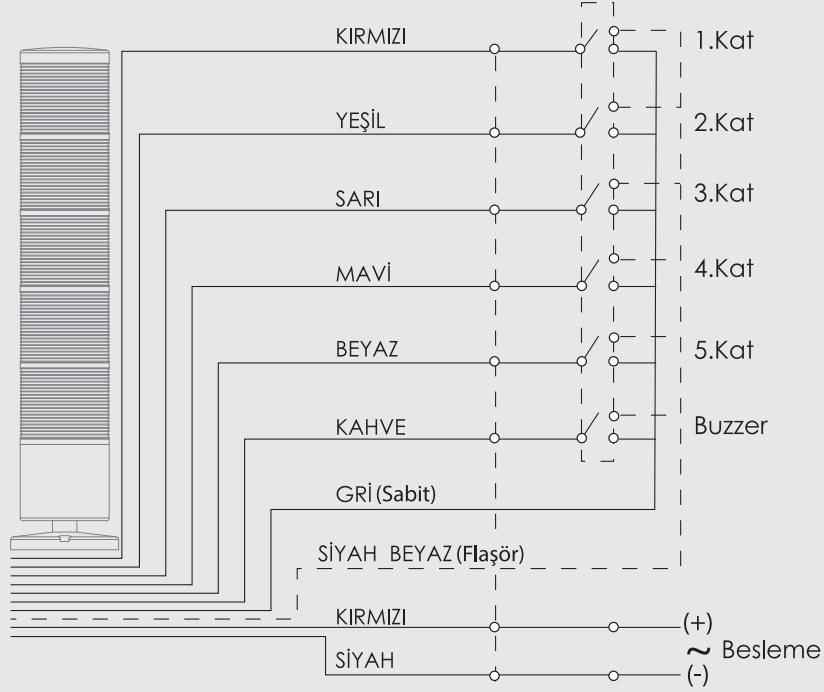 KIRMIZI 1.Kat
YEŞİL 2.Kat
SARI 3.Kat
MAVİ 4.Kat
BEYAZ 5.Kat
KAHVE Buzzer
GRİ (Sabit)
SİYAH BEYAZ (Flaşör)
KIRMIZI (+)
~ Besleme
SİYAH (-)